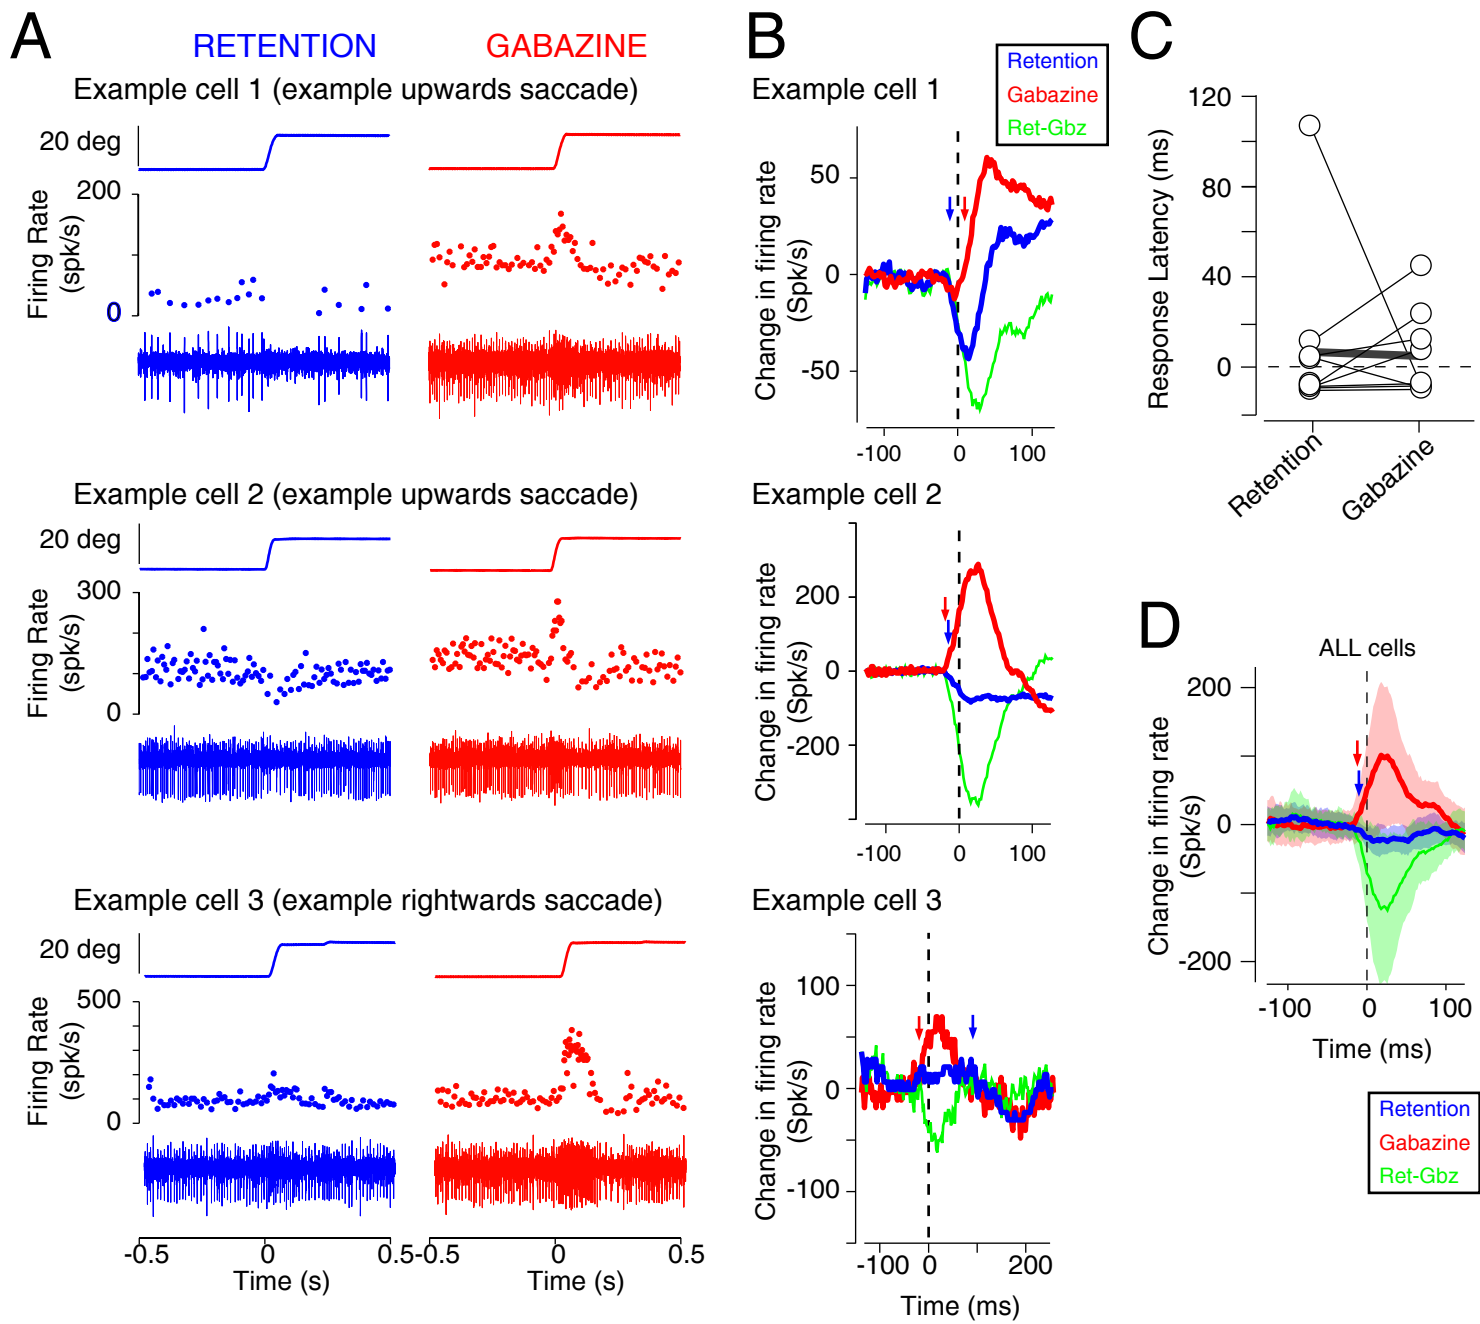 A
RETENTION
GABAZINE
Example cell 1 (example upwards saccade)
20 deg
200
Firing Rate
(spk/s)
0
Example cell 2 (example upwards saccade)
20 deg
300
Firing Rate
(spk/s)
0
Example cell 3 (example rightwards saccade)
20 deg
500
Firing Rate
(spk/s)
0
-0.5
0
0.5
-0.5
0
0.5
Time (s)
Time (s)
B
Retention
Gabazine
Ret-Gbz
Example cell 1
Change in firing rate
(Spk/s)
50
0
-50
-100
0
100
Example cell 2
Change in firing rate
(Spk/s)
200
0
-200
-100
0
100
Example cell 3
Change in firing rate
(Spk/s)
100
0
-100
-100
0
200
Time (ms)
C
Response Latency (ms)
120
80
40
0
Retention
Gabazine
D
ALL cells
Change in firing rate
(Spk/s)
200
0
-200
-100
0
100
Time (ms)
Retention
Gabazine
Ret-Gbz